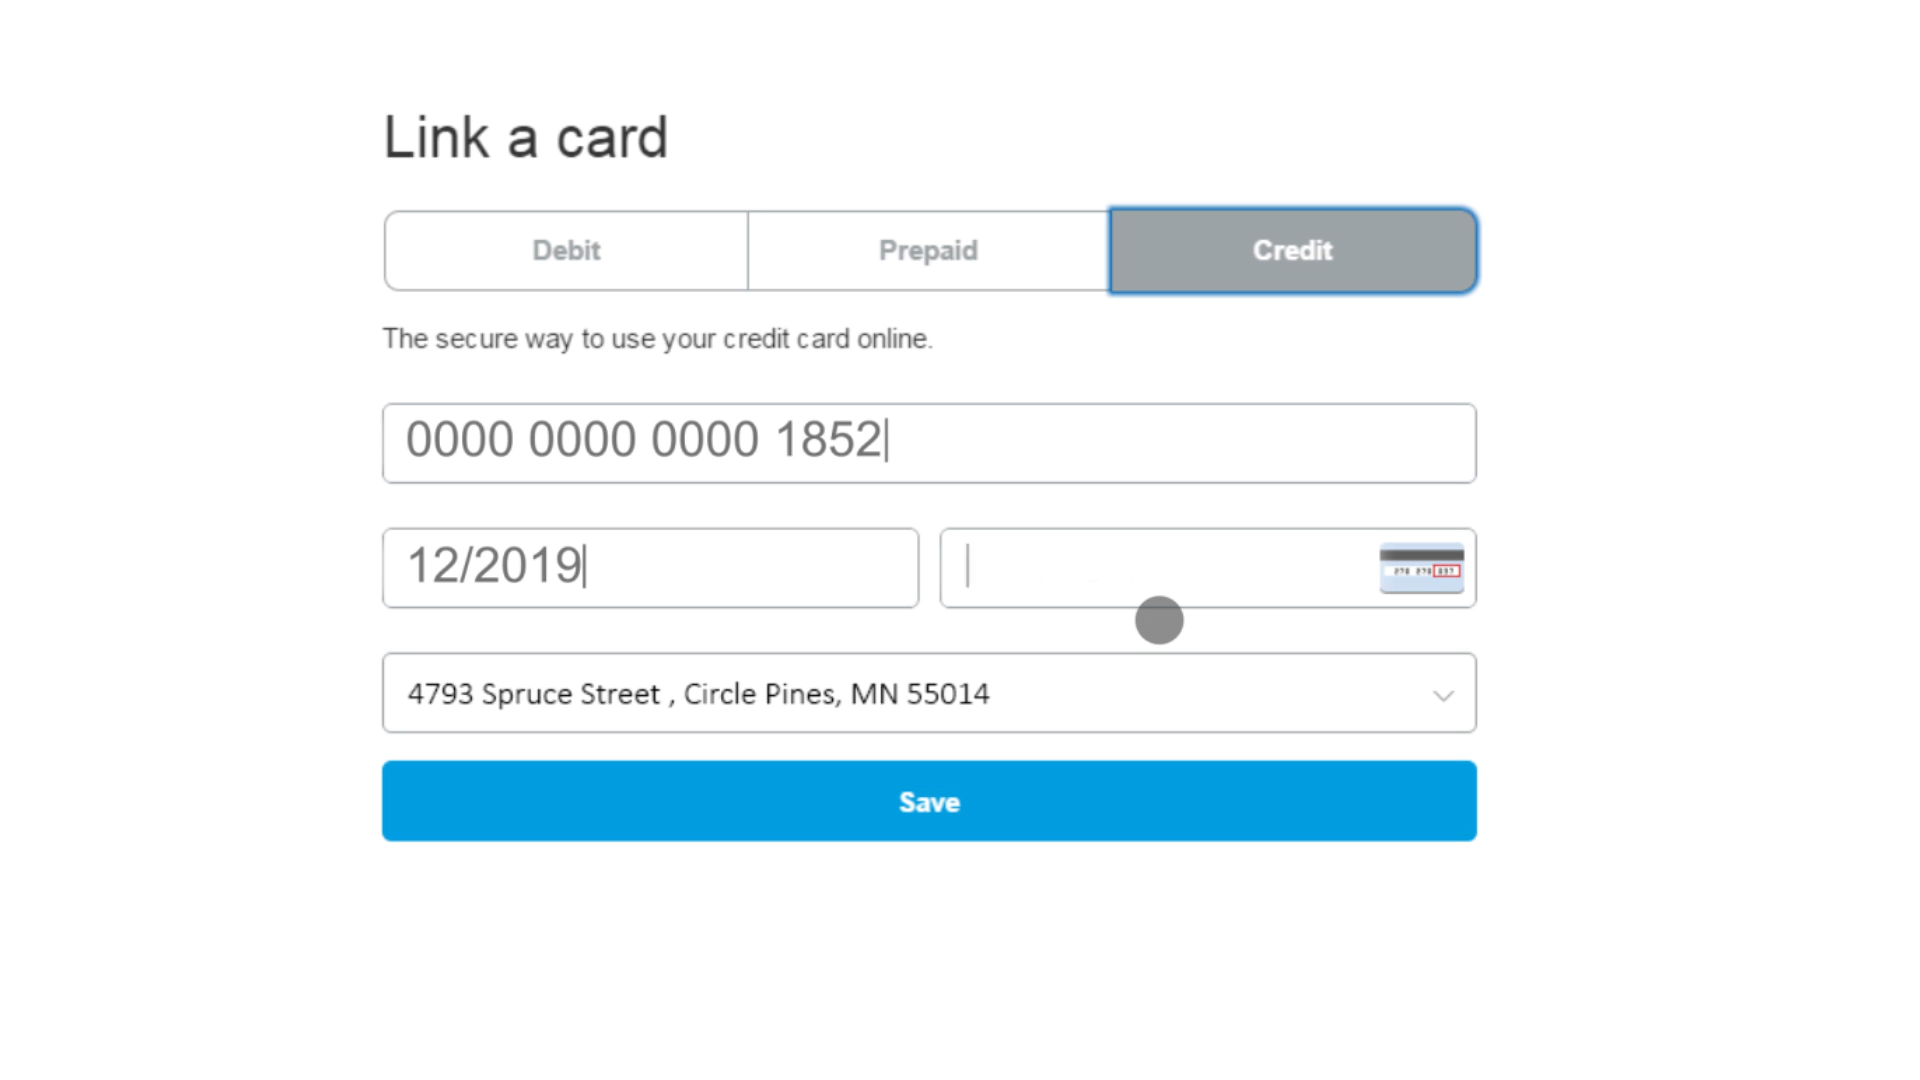 Link a card
Debit Prepaid Credit
The secure way to use your credit card online.
0000 0000 0000 1852
12/2019
4793 Spruce Street , Circle Pines, MN 55014
Save